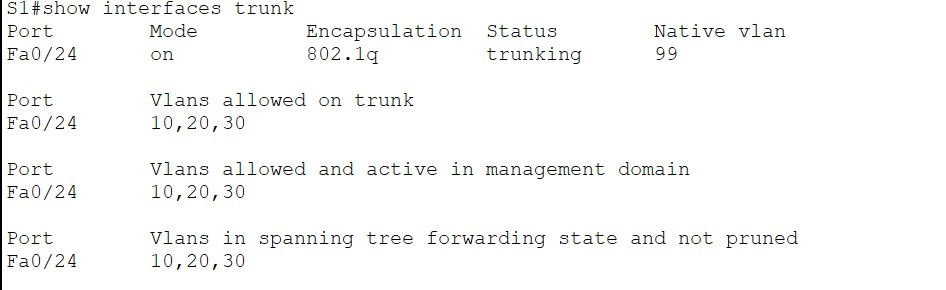 S1#show interfaces trunk
Port Mode Encapsulation Status Native vlan
Fa0/24 on 802.1q trunking 99
Port Vlans allowed on trunk
Fa0/24 10,20,30
Port Vlans allowed and active in management domain
Fa0/24 10,20,30
Port Vlans in spanning tree forwarding state and not pruned
Fa0/24 10,20,30